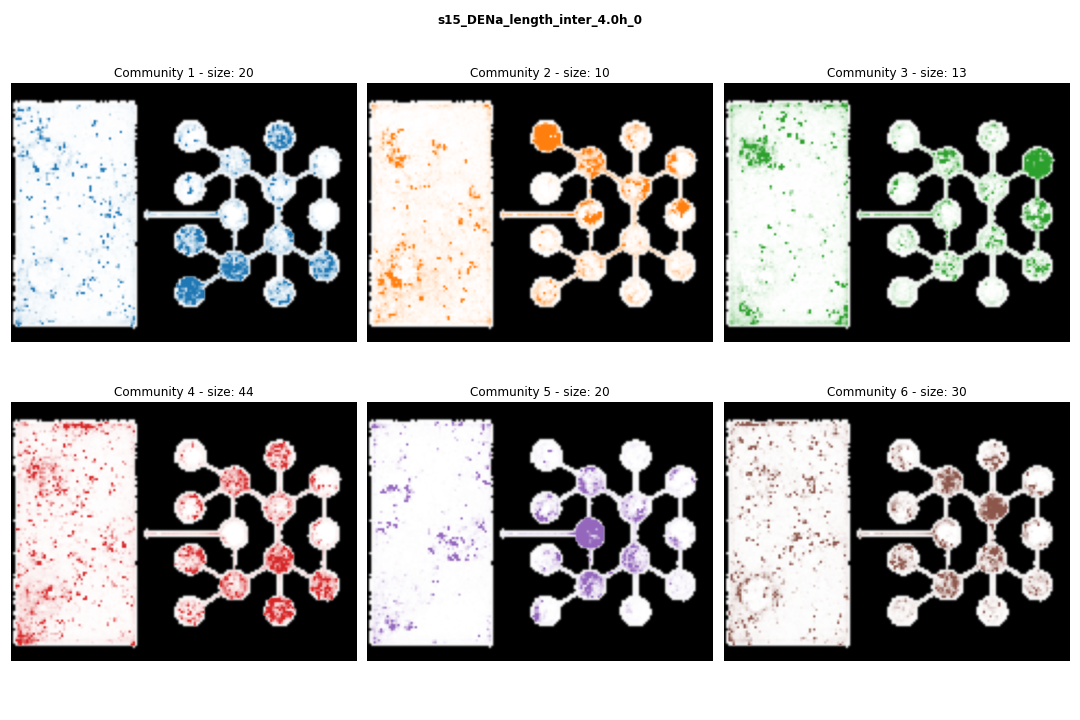 s15_DENa_length_inter_4.0h_0
Community 1 - size: 20
Community 2 - size: 10
Community 3 - size: 13
Community 4 - size: 44
Community 5 - size: 20
Community 6 - size: 30